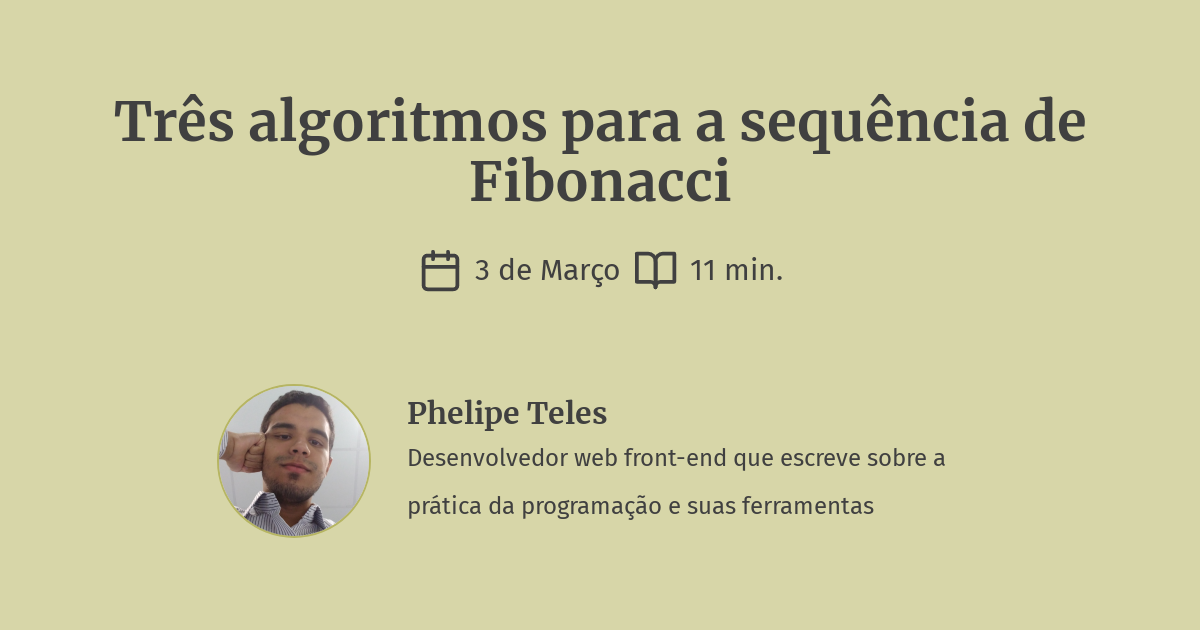 Três algoritmos para a sequência de
Fibonacci
3 de Março 11 min.
Phelipe Teles
Desenvolvedor web front-end que escreve sobre a
prática da programação e suas ferramentas